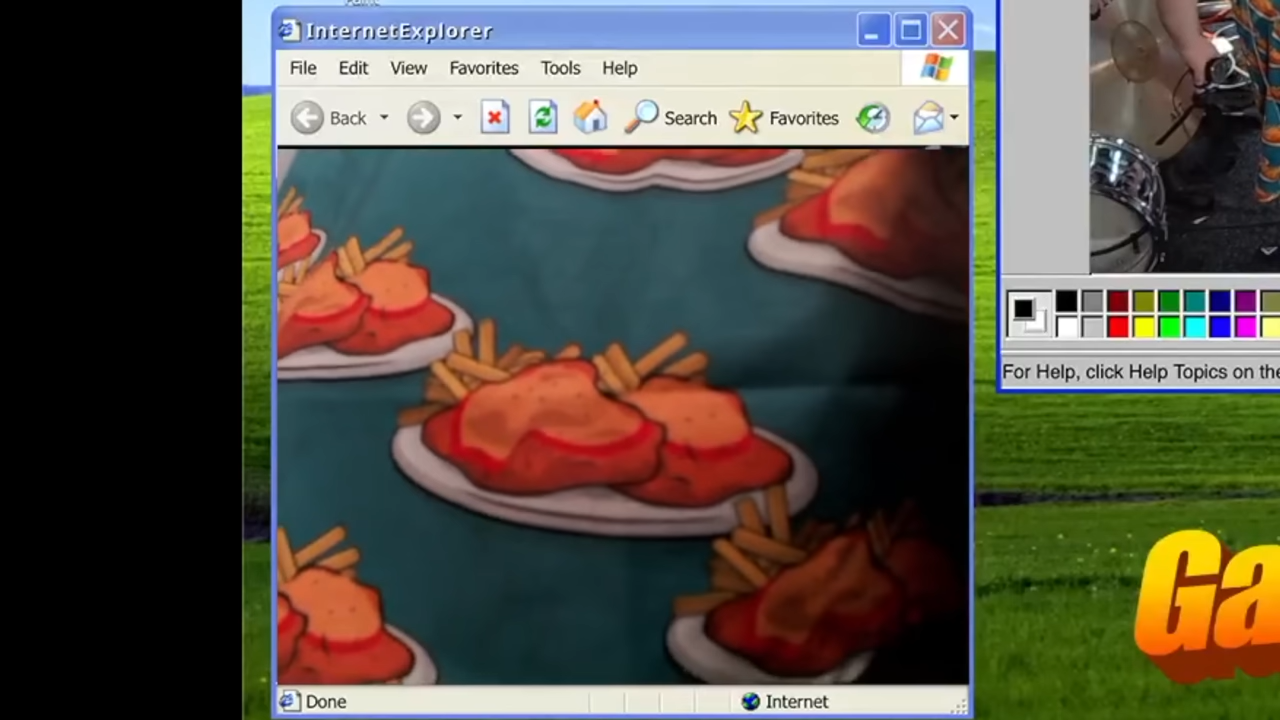 InternetExplorer
File Edit View Favorites Tools Help
Back Search Favorites
Done Internet
For Help, click Help Topics on the
Ga